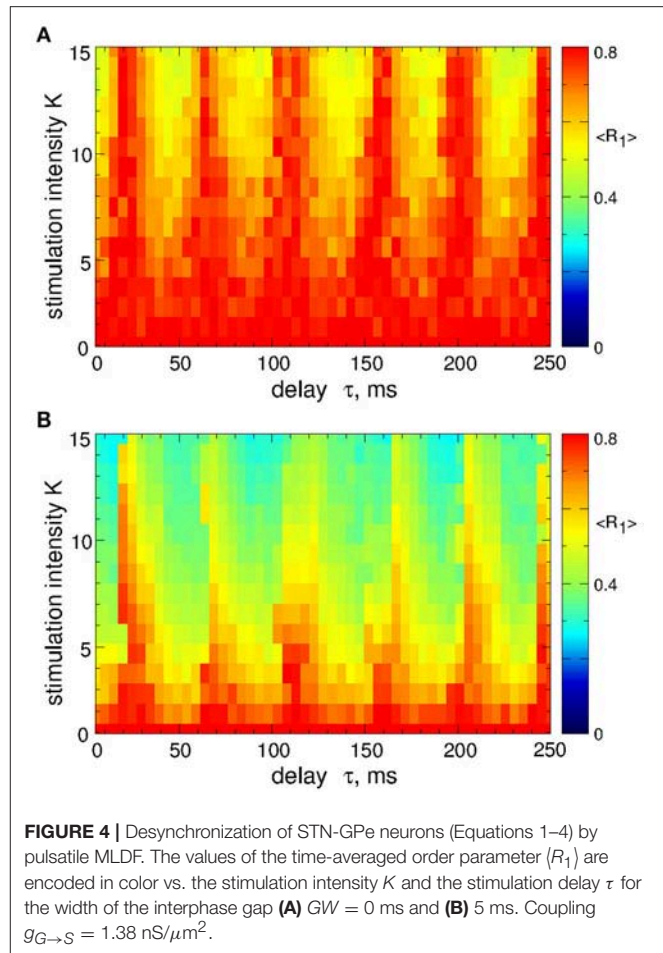 A
15
10
5
0
stimulation intensity K
0 50 100 150 200 250
delay τ, ms
0.8
<R₁>
0.4
0
B
15
10
5
0
stimulation intensity K
0 50 100 150 200 250
delay τ, ms
0.8
<R₁>
0.4
0
FIGURE 4 | Desynchronization of STN-GPe neurons (Equations 1–4) by
pulsatile MLDF. The values of the time-averaged order parameter ⟨R₁⟩ are
encoded in color vs. the stimulation intensity K and the stimulation delay τ for
the width of the interphase gap (A) GW = 0 ms and (B) 5 ms. Coupling
g_G→S = 1.38 nS/μm².